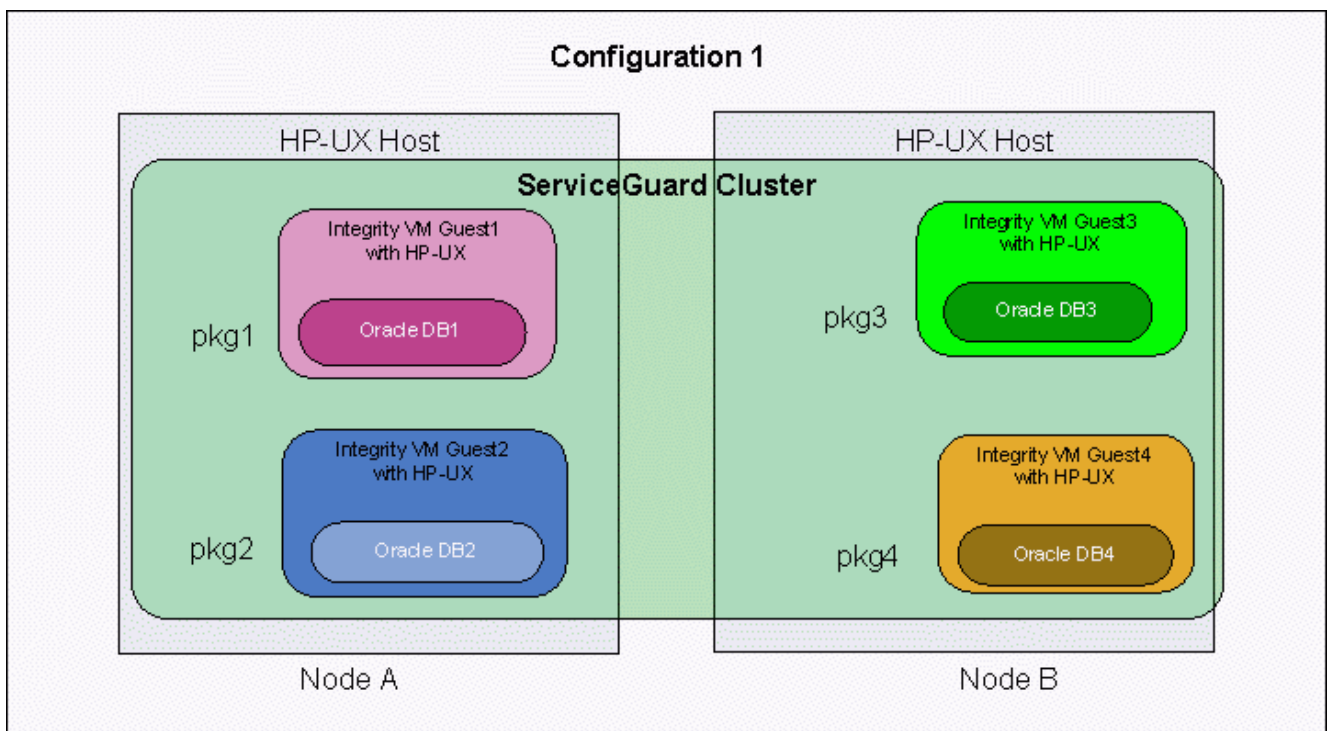 Configuration 1
HP-UX Host
HP-UX Host
ServiceGuard Cluster
Integrity VM Guest1
with HP-UX
Oracle DB1
pkg1
Integrity VM Guest3
with HP-UX
Oracle DB3
pkg3
Integrity VM Guest2
with HP-UX
Oracle DB2
pkg2
Integrity VM Guest4
with HP-UX
Oracle DB4
pkg4
Node A
Node B